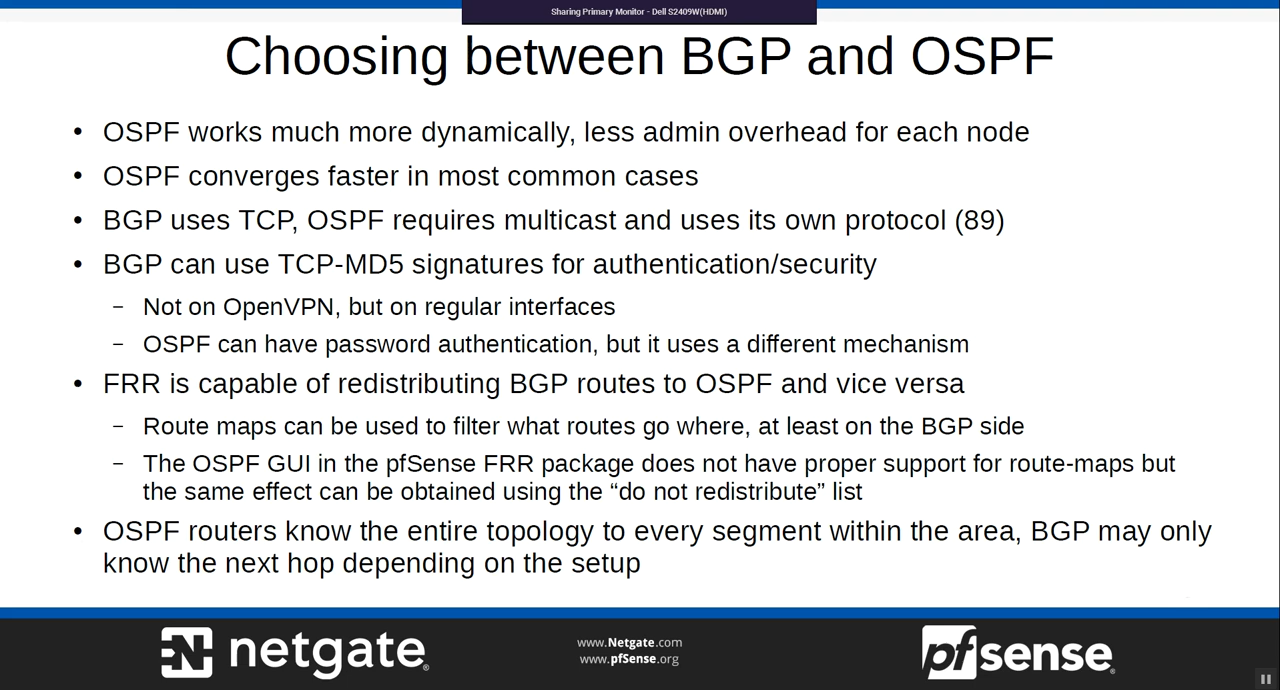 Sharing Primary Monitor - Dell S2409W(HDMI)
Choosing between BGP and OSPF
• OSPF works much more dynamically, less admin overhead for each node
• OSPF converges faster in most common cases
• BGP uses TCP, OSPF requires multicast and uses its own protocol (89)
• BGP can use TCP-MD5 signatures for authentication/security
– Not on OpenVPN, but on regular interfaces
– OSPF can have password authentication, but it uses a different mechanism
• FRR is capable of redistributing BGP routes to OSPF and vice versa
– Route maps can be used to filter what routes go where, at least on the BGP side
– The OSPF GUI in the pfSense FRR package does not have proper support for route-maps but
the same effect can be obtained using the “do not redistribute” list
• OSPF routers know the entire topology to every segment within the area, BGP may only
know the next hop depending on the setup
N netgate®
www.Netgate.com
www.pfSense.org
pfsense®